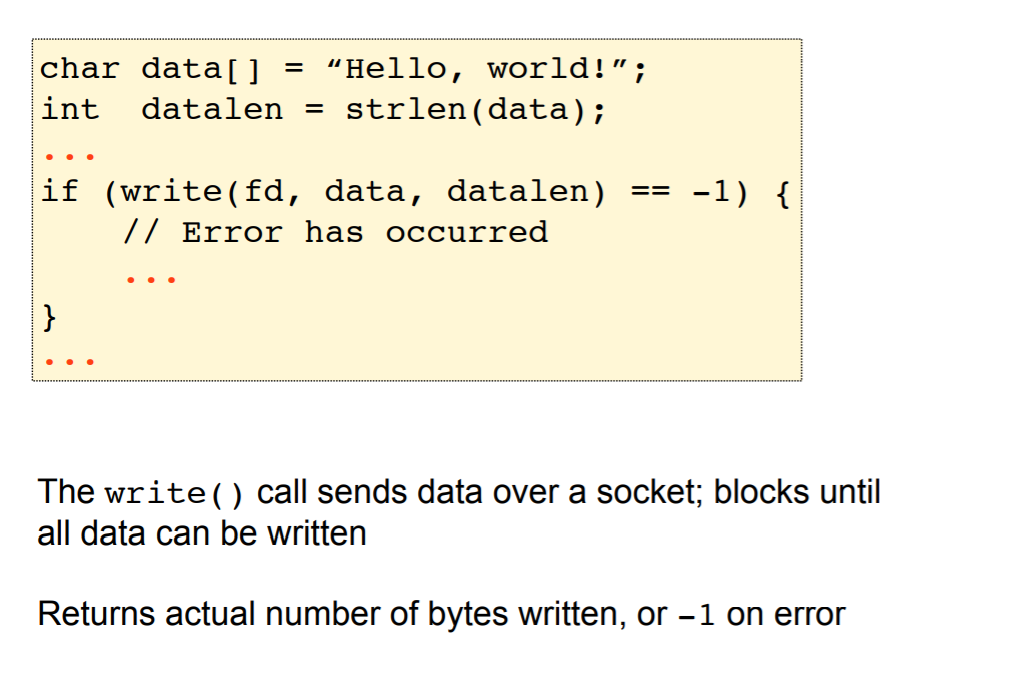 char data[] = “Hello, world!”;
int  datalen = strlen(data);
...
if (write(fd, data, datalen) == -1) {
    // Error has occurred
    ...
}
...
The write() call sends data over a socket; blocks until
all data can be written
Returns actual number of bytes written, or -1 on error